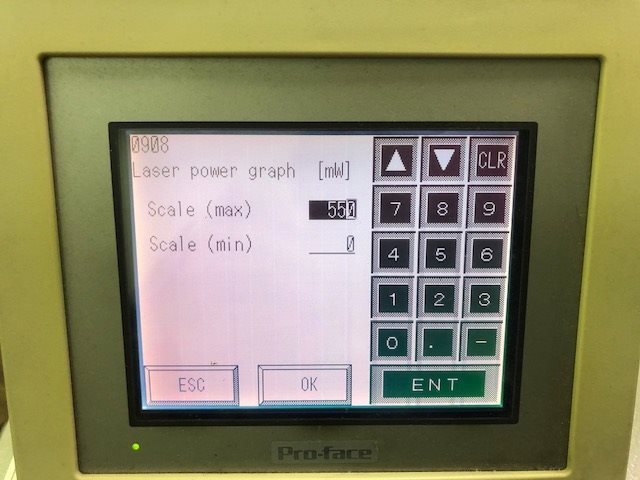 0908
Laser power graph [mW]
Scale (max) 550
Scale (min) 0
▲ ▼ CLR
7 8 9
4 5 6
1 2 3
0 . −
ESC OK ENT
Pro-face